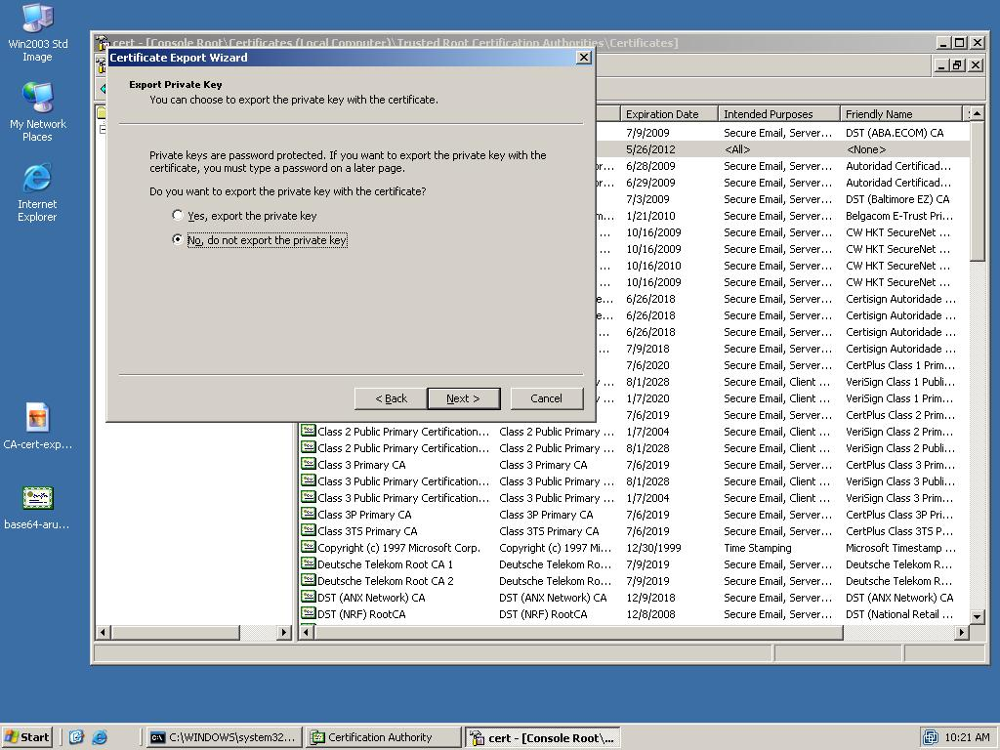 Win2003 Std
Image
My Network
Places
Internet
Explorer
CA-cert-exp...
base64-aru...
cert - [Console Root\Certificates (Local Computer)\Trusted Root Certification Authorities\Certificates]
Certificate Export Wizard
Export Private Key
You can choose to export the private key with the certificate.
Private keys are password protected. If you want to export the private key with the
certificate, you must type a password on a later page.
Do you want to export the private key with the certificate?
Yes, export the private key
No, do not export the private key
< Back
Next >
Cancel
Expiration Date Intended Purposes Friendly Name
7/9/2009 Secure Email, Server... DST (ABA.ECOM) CA
5/26/2012 <All> <None>
6/28/2009 Secure Email, Server... Autoridad Certificad...
6/29/2009 Secure Email, Server... Autoridad Certificad...
7/3/2009 Secure Email, Server... DST (Baltimore EZ) CA
1/21/2010 Secure Email, Server... Belgacom E-Trust Pri...
10/16/2009 Secure Email, Server... CW HKT SecureNet ...
10/16/2009 Secure Email, Server... CW HKT SecureNet ...
10/16/2010 Secure Email, Server... CW HKT SecureNet ...
10/16/2009 Secure Email, Server... CW HKT SecureNet ...
6/26/2018 Secure Email, Server... Certisign Autoridade ...
6/26/2018 Secure Email, Server... Certisign Autoridade ...
6/26/2018 Secure Email, Server... Certisign Autoridade ...
7/9/2018 Secure Email, Server... Certisign Autoridade ...
7/6/2020 Secure Email, Server... CertPlus Class 1 Prim...
8/1/2028 Secure Email, Client ... VeriSign Class 1 Publi...
1/7/2020 Secure Email, Client ... VeriSign Class 1 Prim...
7/6/2019 Secure Email, Server... CertPlus Class 2 Prim...
Class 2 Public Primary Certification... Class 2 Public Primary ... 1/7/2004 Secure Email, Client ... VeriSign Class 2 Prim...
Class 2 Public Primary Certification... Class 2 Public Primary ... 8/1/2028 Secure Email, Client ... VeriSign Class 2 Publi...
Class 3 Primary CA Class 3 Primary CA 7/6/2019 Secure Email, Server... CertPlus Class 3 Prim...
Class 3 Public Primary Certification... Class 3 Public Primary ... 8/1/2028 Secure Email, Client ... VeriSign Class 3 Publi...
Class 3 Public Primary Certification... Class 3 Public Primary ... 1/7/2004 Secure Email, Client ... VeriSign Class 3 Prim...
Class 3P Primary CA Class 3P Primary CA 7/6/2019 Secure Email, Server... CertPlus Class 3P Pri...
Class 3TS Primary CA Class 3TS Primary CA 7/6/2019 Secure Email, Server... CertPlus Class 3TS P...
Copyright (c) 1997 Microsoft Corp. Copyright (c) 1997 Mi... 12/30/1999 Time Stamping Microsoft Timestamp ...
Deutsche Telekom Root CA 1 Deutsche Telekom Ro... 7/9/2019 Secure Email, Server... Deutsche Telekom R...
Deutsche Telekom Root CA 2 Deutsche Telekom Ro... 7/9/2019 Secure Email, Server... Deutsche Telekom R...
DST (ANX Network) CA DST (ANX Network) CA 12/9/2018 Secure Email, Server... DST (ANX Network) CA
DST (NRF) RootCA DST (NRF) RootCA 12/8/2008 Secure Email, Server... DST (National Retail ...
Start C:\WINDOWS\system32... Certification Authority cert - [Console Root\... 10:21 AM